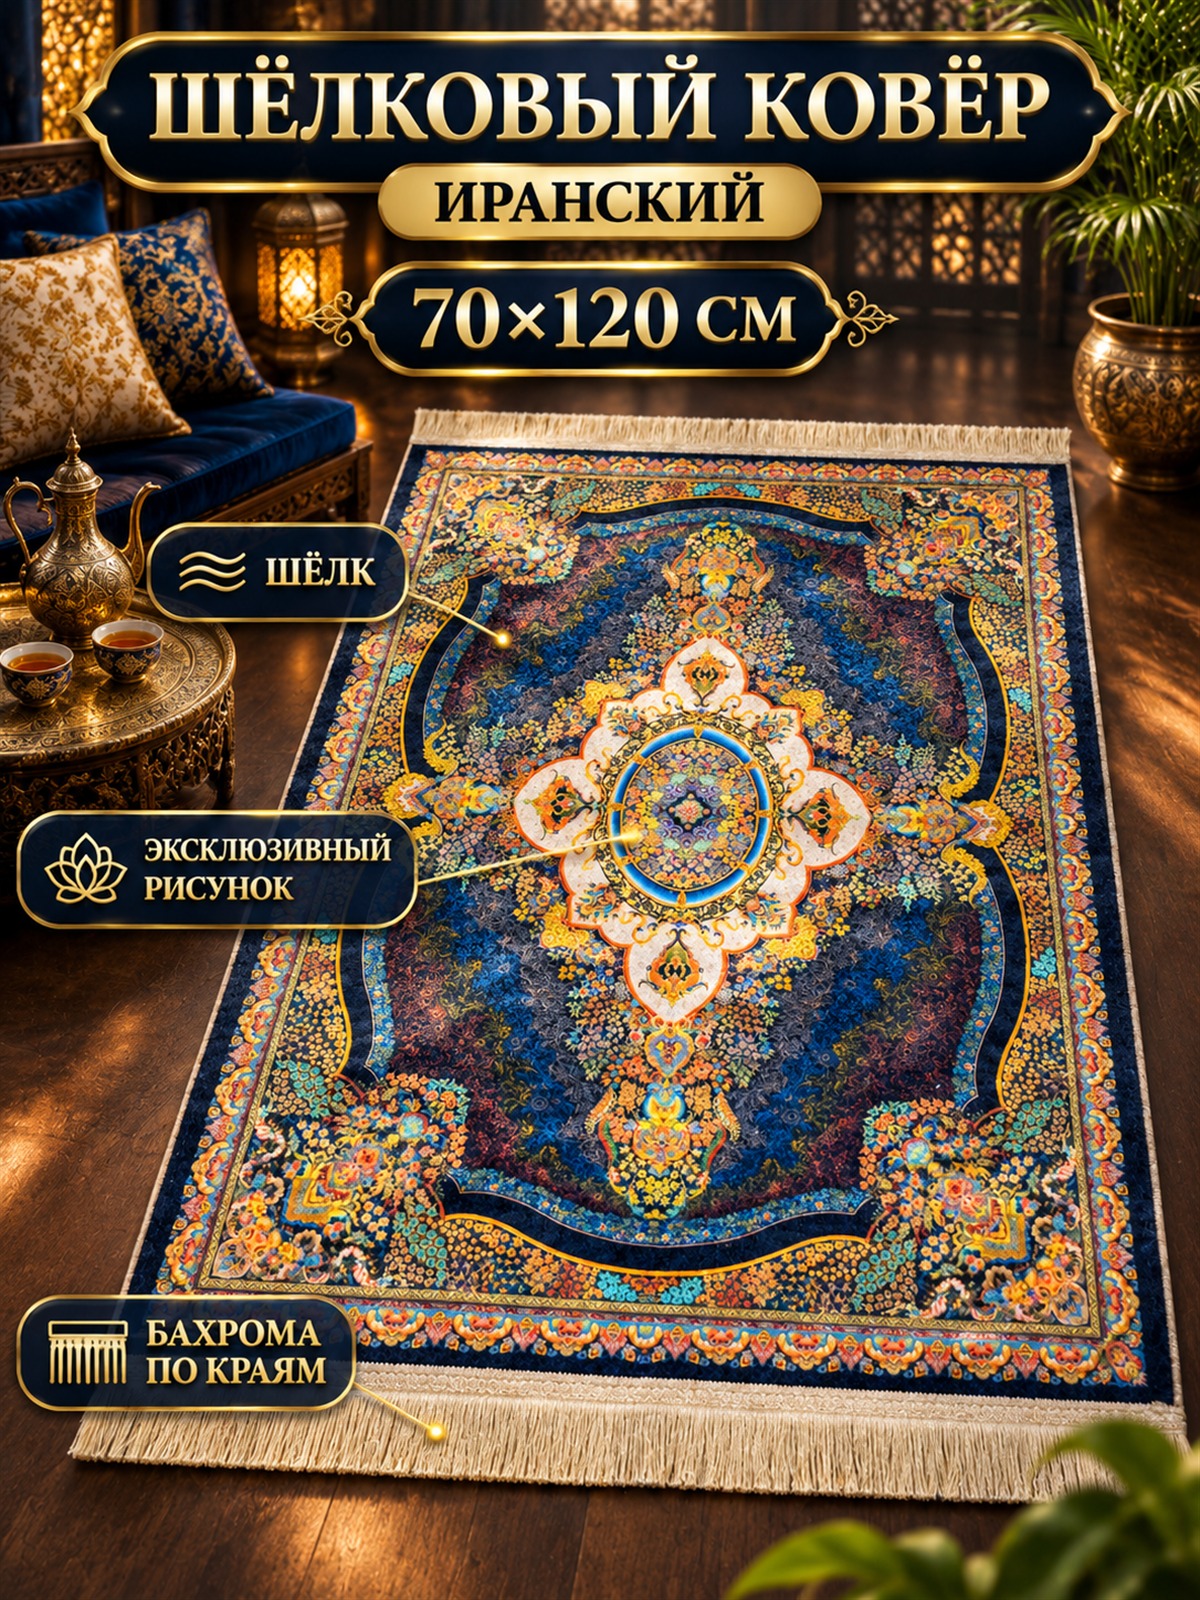 ШЁЛКОВЫЙ КОВЁР
ИРАНСКИЙ
70×120 СМ
ШЁЛК
ЭКСКЛЮЗИВНЫЙ
РИСУНОК
БАХРОМА
ПО КРАЯМ